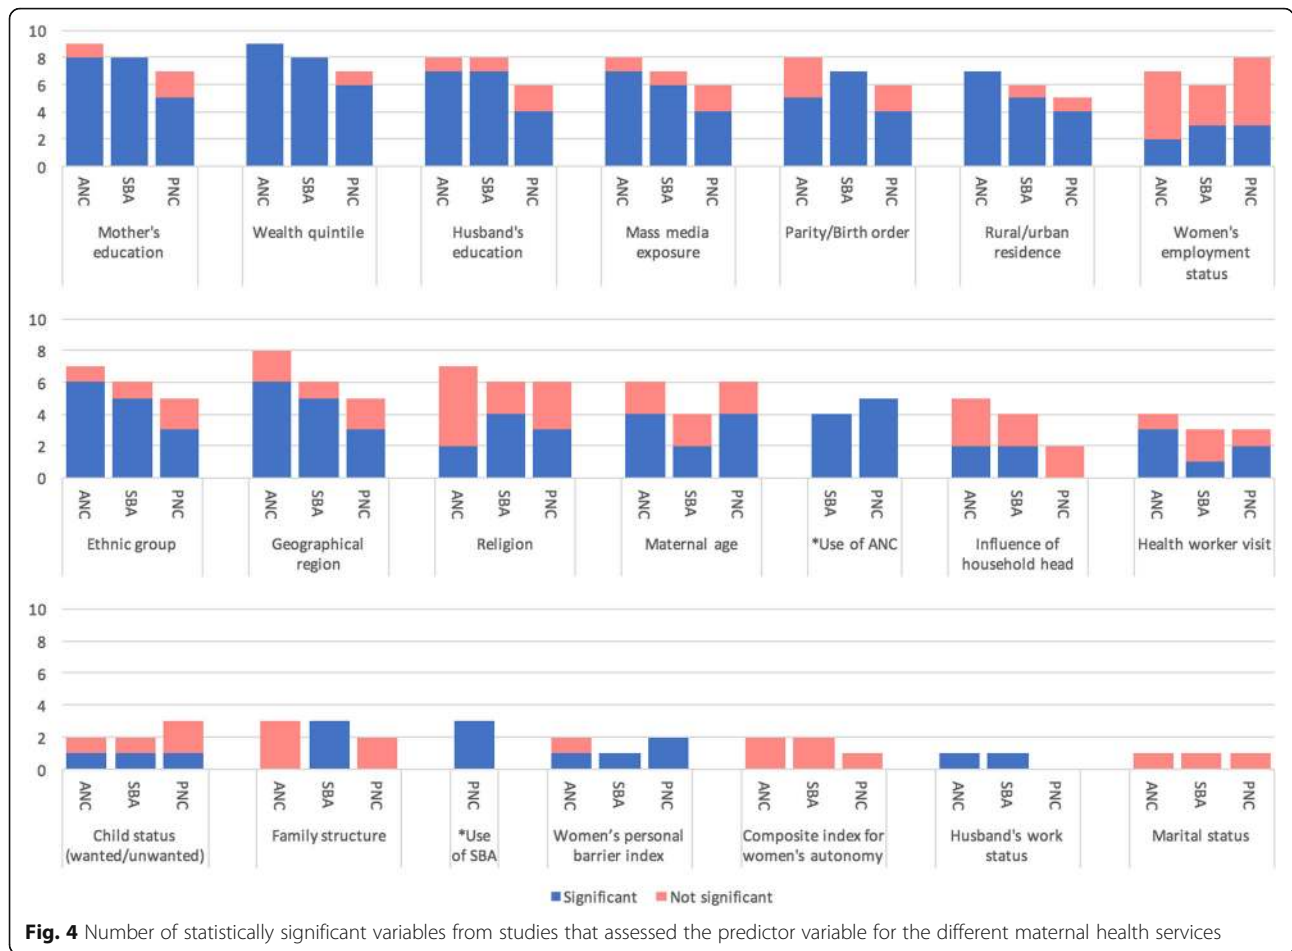 10
8
6
4
2
0
ANC SBA PNC ANC SBA PNC ANC SBA PNC ANC SBA PNC ANC SBA PNC ANC SBA PNC ANC SBA PNC
Mother's Wealth quintile Husband's Mass media Parity/Birth order Rural/urban Women's
education education exposure residence employment
status
10
8
6
4
2
0
ANC SBA PNC ANC SBA PNC ANC SBA PNC ANC SBA PNC SBA PNC ANC SBA PNC ANC SBA PNC
Ethnic group Geographical Religion Maternal age *Use of ANC Influence of Health worker visit
region household head
10
8
6
4
2
0
ANC SBA PNC ANC SBA PNC PNC ANC SBA PNC ANC SBA PNC ANC SBA PNC ANC SBA PNC
Child status Family structure *Use Women's personal Composite index for Husband's work Marital status
(wanted/unwanted) of SBA barrier index women's autonomy status
Significant Not significant
Fig. 4 Number of statistically significant variables from studies that assessed the predictor variable for the different maternal health services